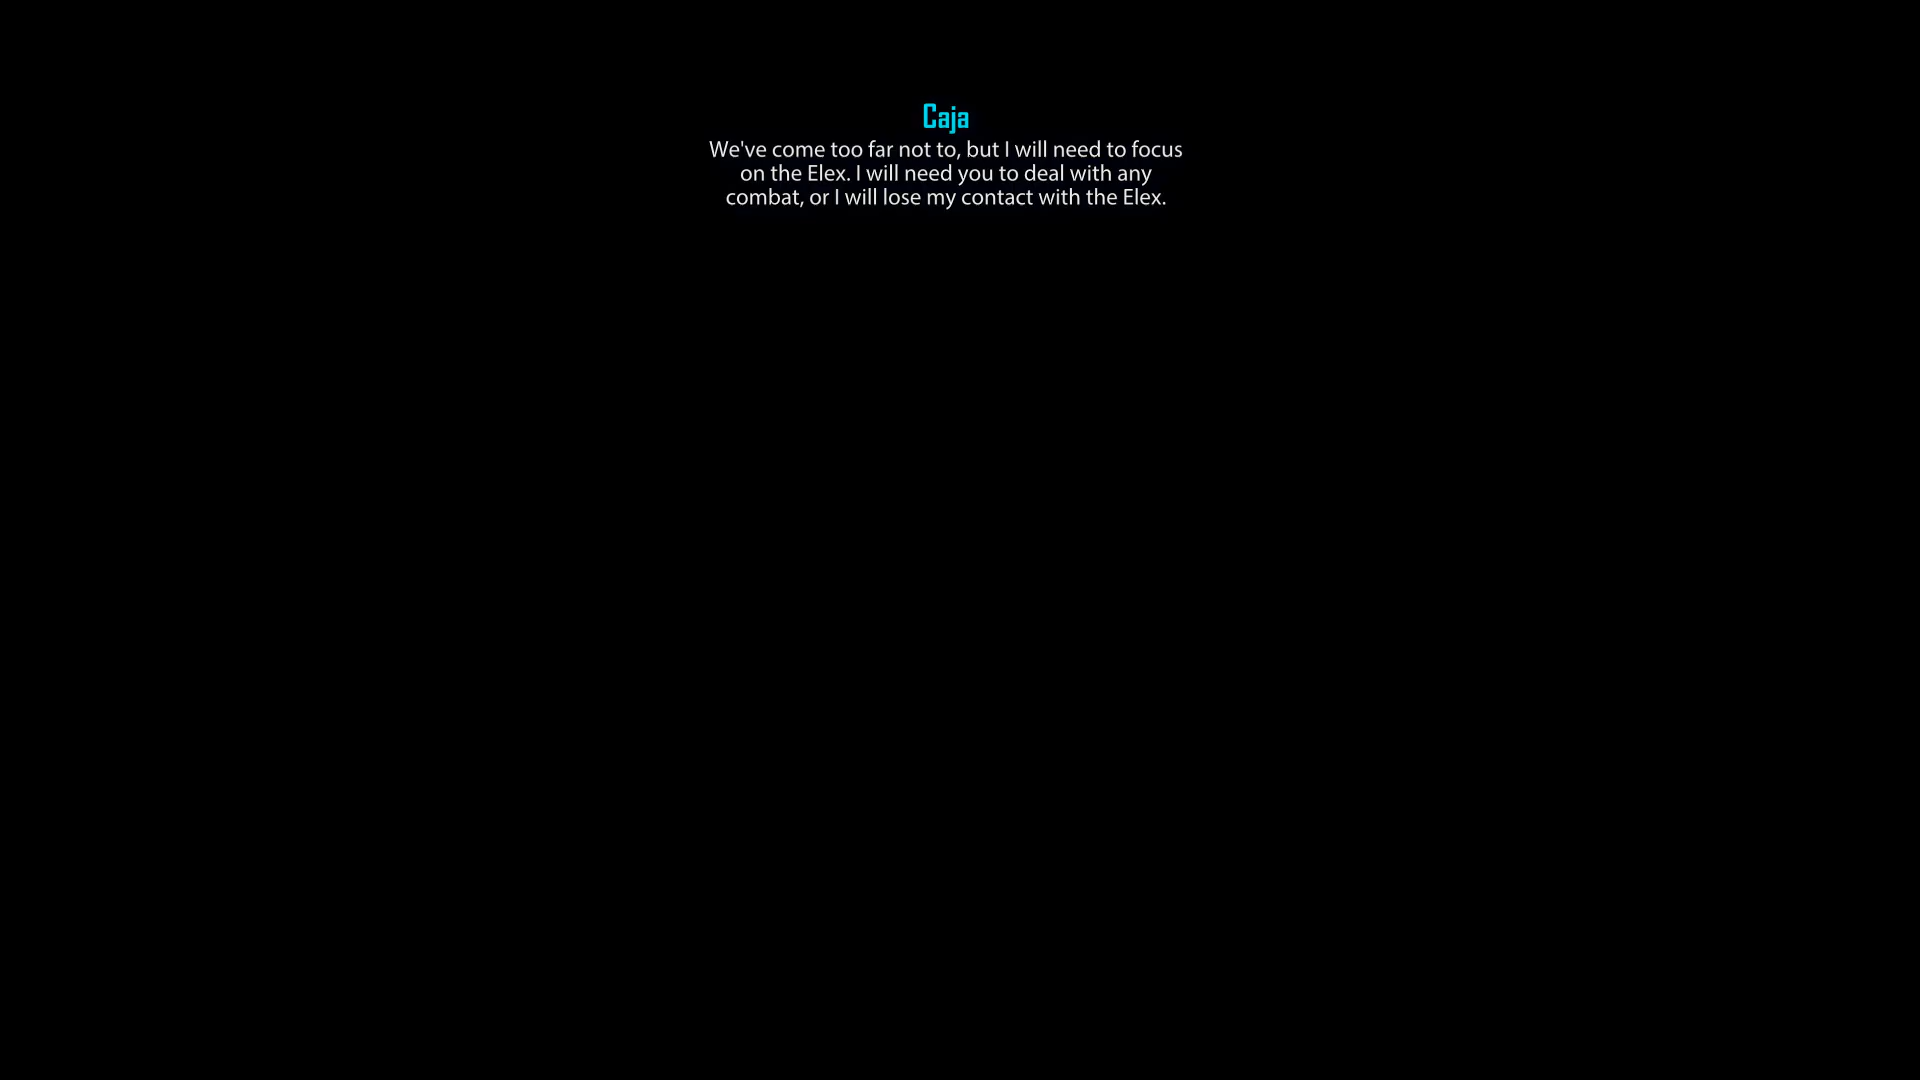 Caja
We've come too far not to, but I will need to focus
on the Elex. I will need you to deal with any
combat, or I will lose my contact with the Elex.